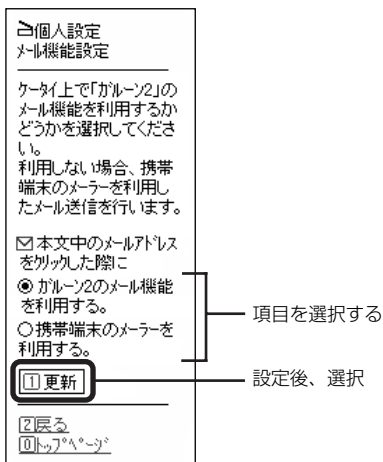 個人設定
ﾒｰﾙ機能設定
ｹｰﾀｲ上で｢ｶﾞﾙｰﾝ2｣の
ﾒｰﾙ機能を利用するか
どうかを選択してくださ
い。
利用しない場合、携帯
端末のﾒｰﾗｰを利用し
たﾒｰﾙ送信を行います。
本文中のﾒｰﾙｱﾄﾞﾚｽ
をｸﾘｯｸした際に
◉ ｶﾞﾙｰﾝ2のﾒｰﾙ機能
を利用する。
○携帯端末のﾒｰﾗｰを
利用する。
項目を選択する
1更新
設定後、選択
2戻る
0ﾄｯﾌﾟﾍﾟｰｼﾞ